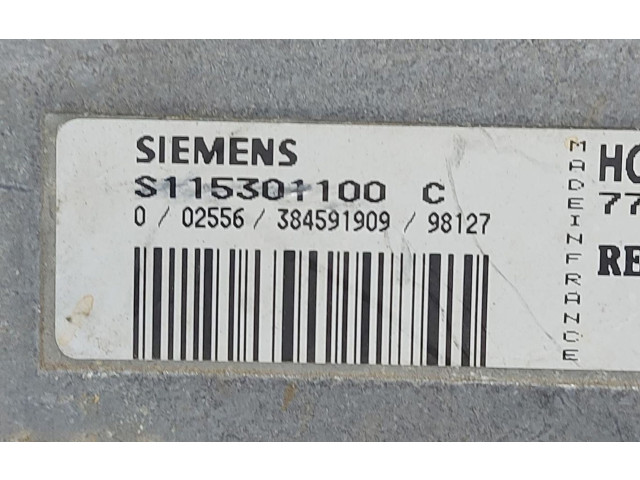 SIEMENS
S115301100 C
0 / 02556 / 384591909 / 98127
MADEINFRANCE
HO
77
RE